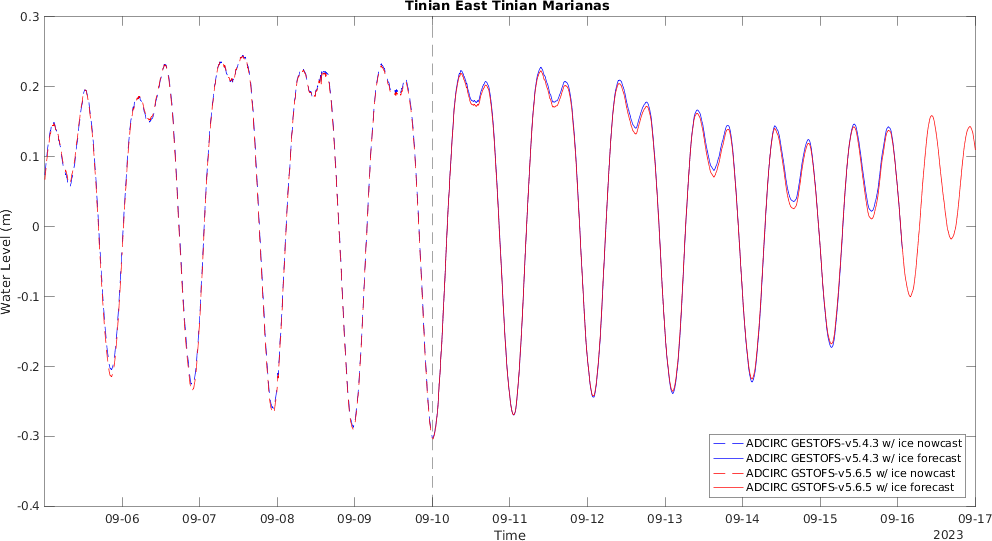 Tinian East Tinian Marianas
0.3
0.2
0.1
0
-0.1
-0.2
-0.3
-0.4
Water Level (m)
ADCIRC GESTOFS-v5.4.3 w/ ice nowcast
ADCIRC GESTOFS-v5.4.3 w/ ice forecast
ADCIRC GSTOFS-v5.6.5 w/ ice nowcast
ADCIRC GSTOFS-v5.6.5 w/ ice forecast
09-06 09-07 09-08 09-09 09-10 09-11 09-12 09-13 09-14 09-15 09-16 09-17
Time
2023